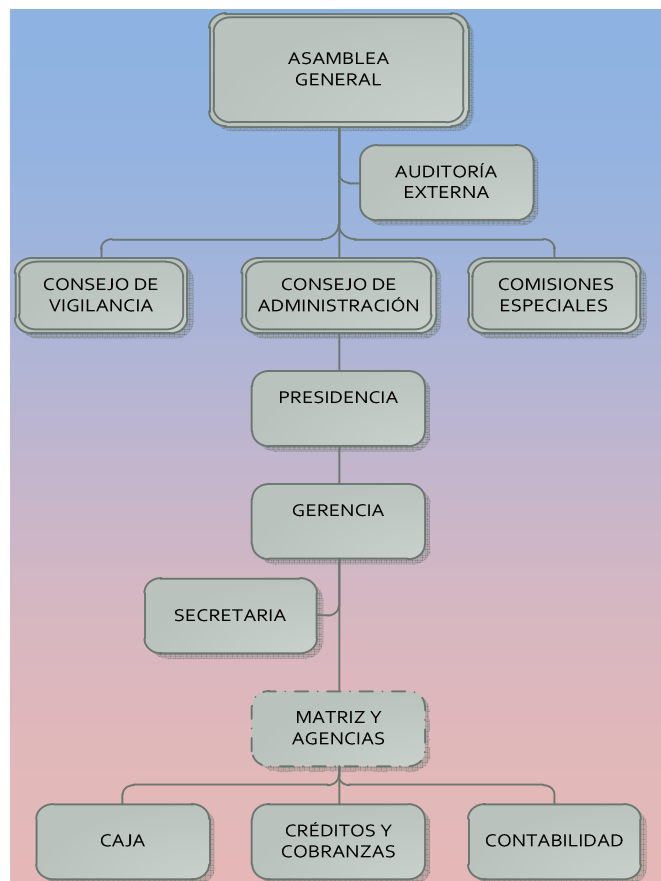 ASAMBLEA
GENERAL
AUDITORÍA
EXTERNA
CONSEJO DE
VIGILANCIA
CONSEJO DE
ADMINISTRACIÓN
COMISIONES
ESPECIALES
PRESIDENCIA
GERENCIA
SECRETARIA
MATRIZ Y
AGENCIAS
CAJA
CRÉDITOS Y
COBRANZAS
CONTABILIDAD